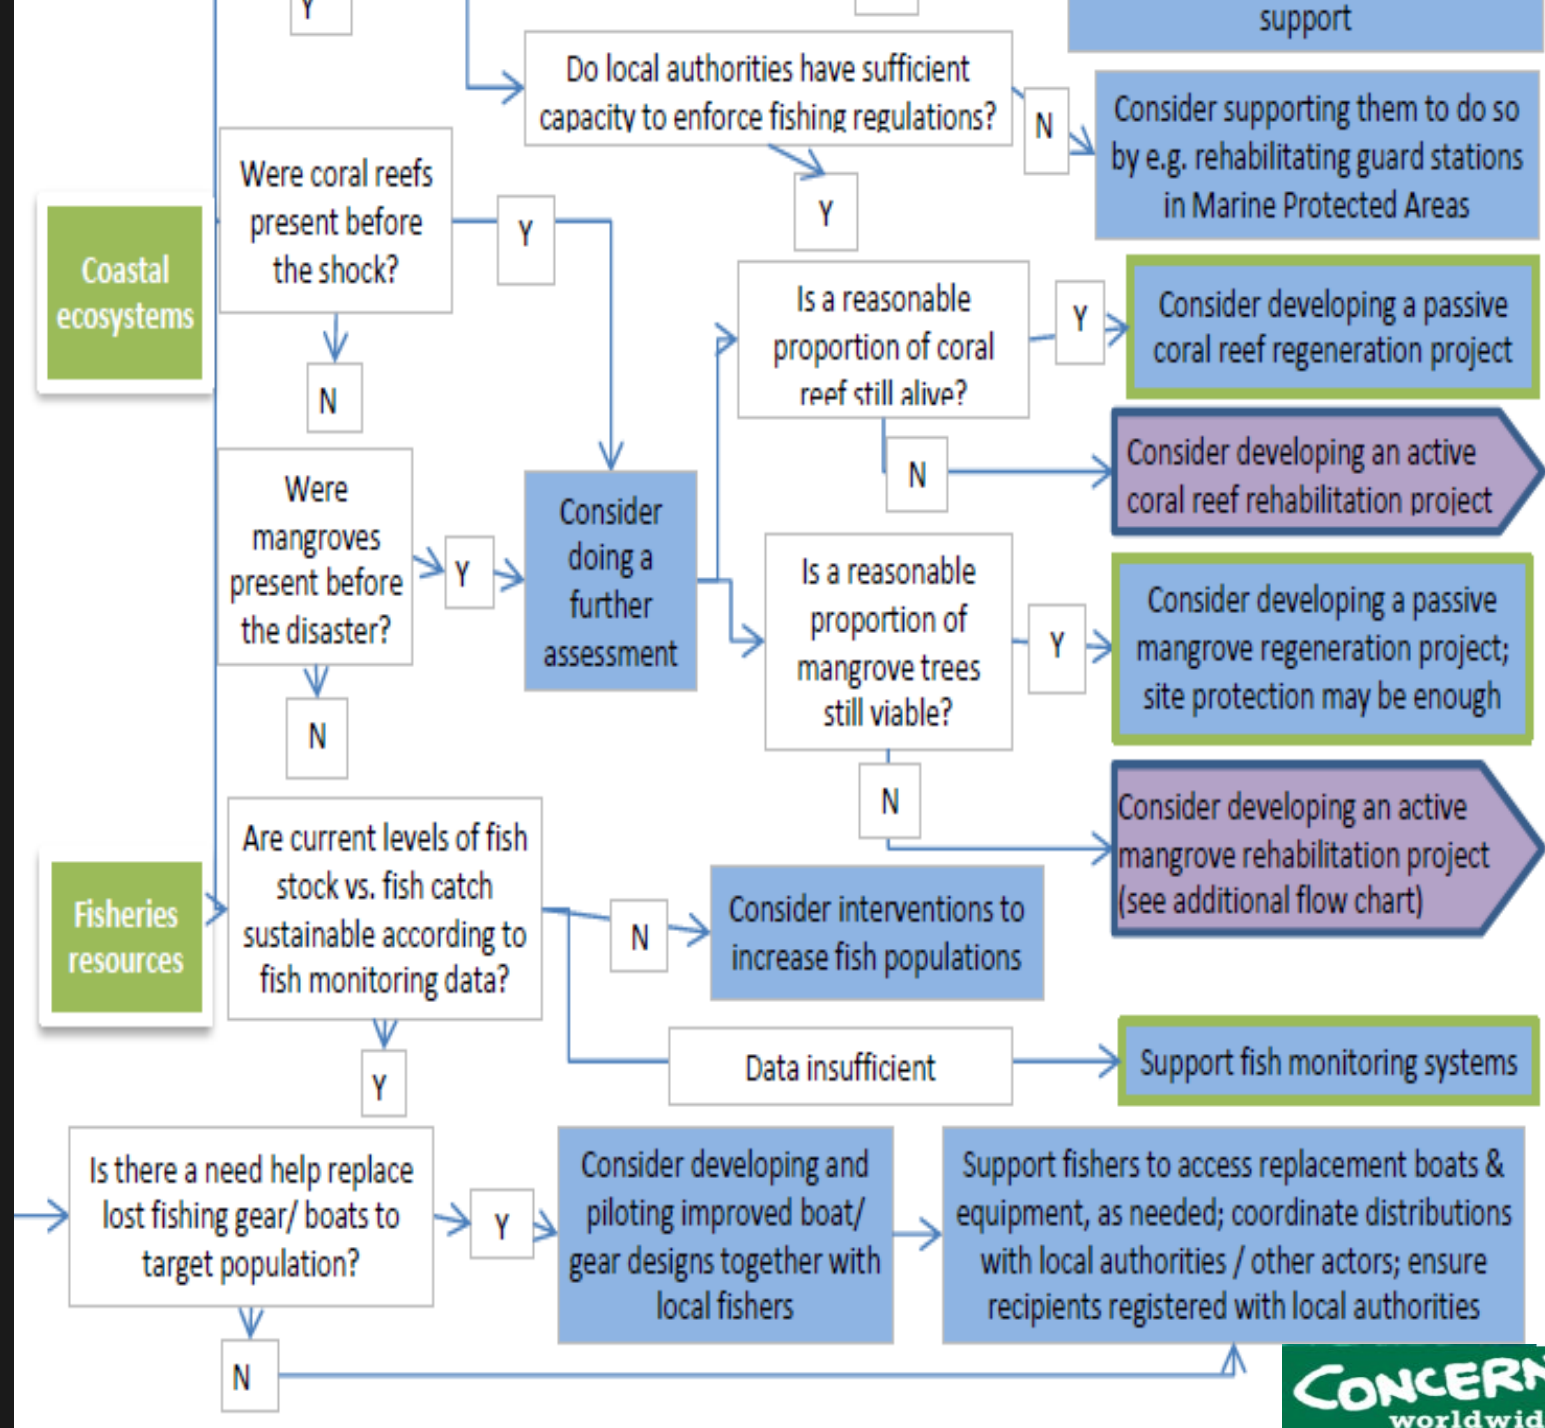 Y
support
Do local authorities have sufficient
capacity to enforce fishing regulations?
N
Consider supporting them to do so
by e.g. rehabilitating guard stations
in Marine Protected Areas
Y
Were coral reefs
present before
the shock?
Y
N
Coastal
ecosystems
Is a reasonable
proportion of coral
reef still alive?
Y
Consider developing a passive
coral reef regeneration project
N
Consider developing an active
coral reef rehabilitation project
Were
mangroves
present before
the disaster?
Y
N
Consider
doing a
further
assessment
Is a reasonable
proportion of
mangrove trees
still viable?
Y
Consider developing a passive
mangrove regeneration project;
site protection may be enough
N
Consider developing an active
mangrove rehabilitation project
(see additional flow chart)
Fisheries
resources
Are current levels of fish
stock vs. fish catch
sustainable according to
fish monitoring data?
N
Consider interventions to
increase fish populations
Data insufficient
Support fish monitoring systems
Y
Is there a need help replace
lost fishing gear/ boats to
target population?
Y
Consider developing and
piloting improved boat/
gear designs together with
local fishers
Support fishers to access replacement boats &
equipment, as needed; coordinate distributions
with local authorities / other actors; ensure
recipients registered with local authorities
N
CONCERN
worldwid